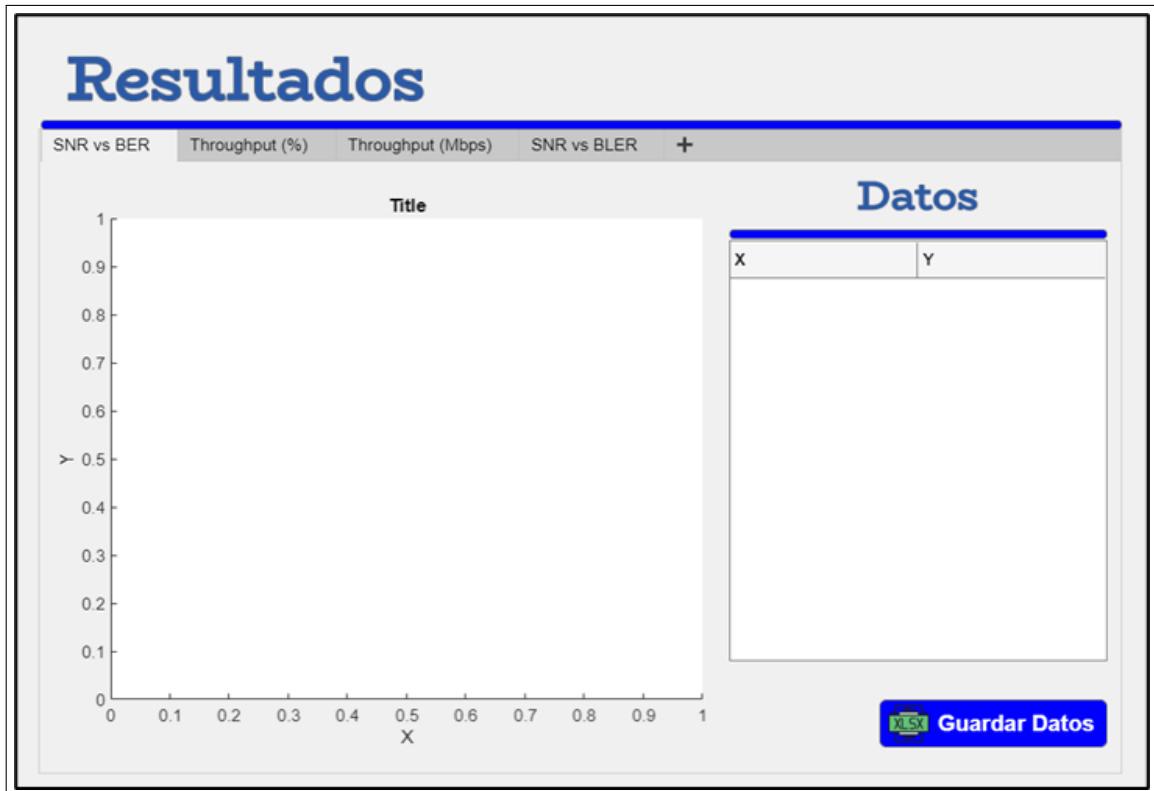 Resultados
SNR vs BER Throughput (%) Throughput (Mbps) SNR vs BLER +
Title
1
0.9
0.8
0.7
0.6
0.5
0.4
0.3
0.2
0.1
0
Y
0 0.1 0.2 0.3 0.4 0.5 0.6 0.7 0.8 0.9 1
X
Datos
X Y
XLSX Guardar Datos